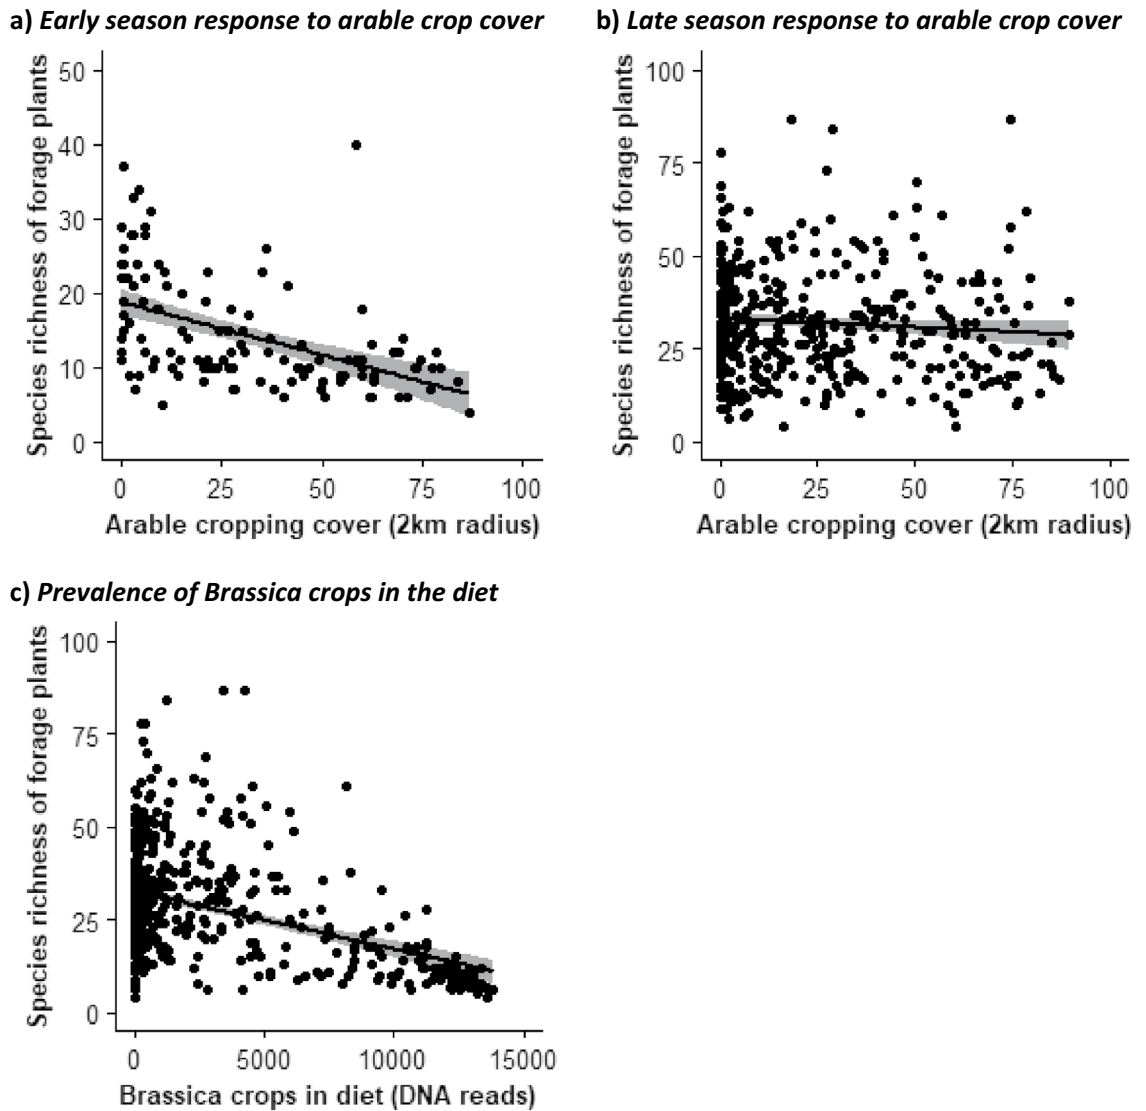 a) Early season response to arable crop cover
Species richness of forage plants
50
40
30
20
10
0
0 25 50 75 100
Arable cropping cover (2km radius)
b) Late season response to arable crop cover
Species richness of forage plants
100
75
50
25
0
0 25 50 75 100
Arable cropping cover (2km radius)
c) Prevalence of Brassica crops in the diet
Species richness of forage plants
100
75
50
25
0
0 5000 10000 15000
Brassica crops in diet (DNA reads)